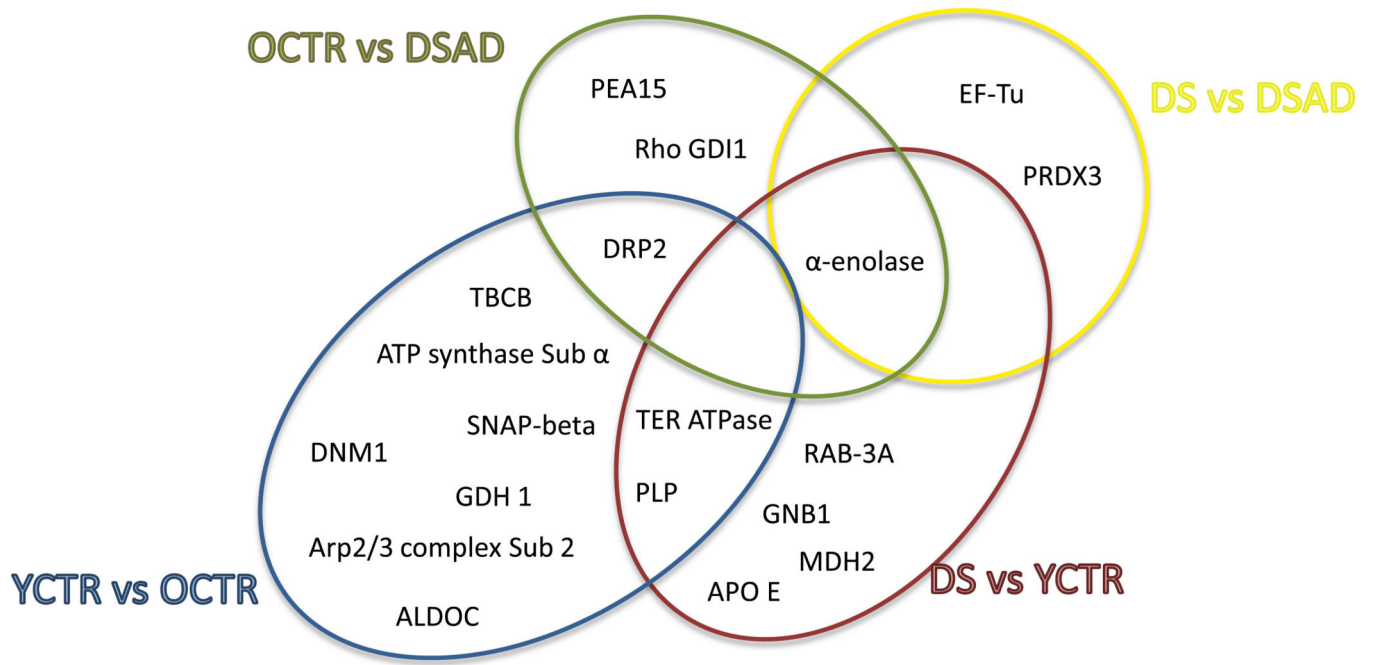 OCTR vs DSAD
PEA15
EF-Tu
DS vs DSAD
Rho GDI1
PRDX3
DRP2
α-enolase
TBCB
ATP synthase Sub α
SNAP-beta
TER ATPase
DNM1
RAB-3A
GDH 1
PLP
GNB1
Arp2/3 complex Sub 2
MDH2
YCTR vs OCTR
APO E
DS vs YCTR
ALDOC